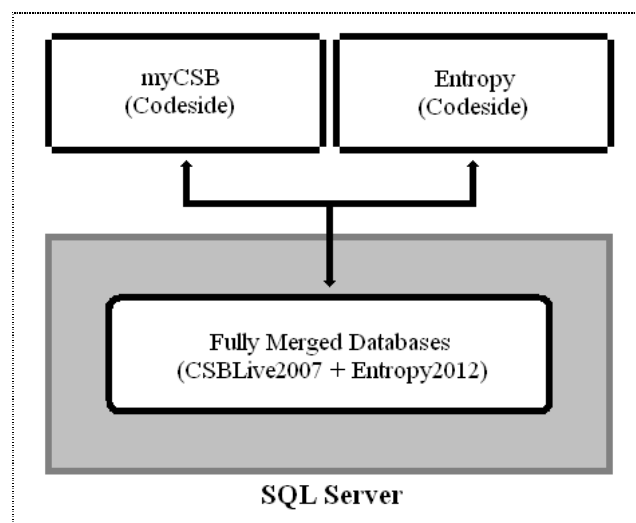 myCSB
(Codeside)
Entropy
(Codeside)
Fully Merged Databases
(CSBLive2007 + Entropy2012)
SQL Server